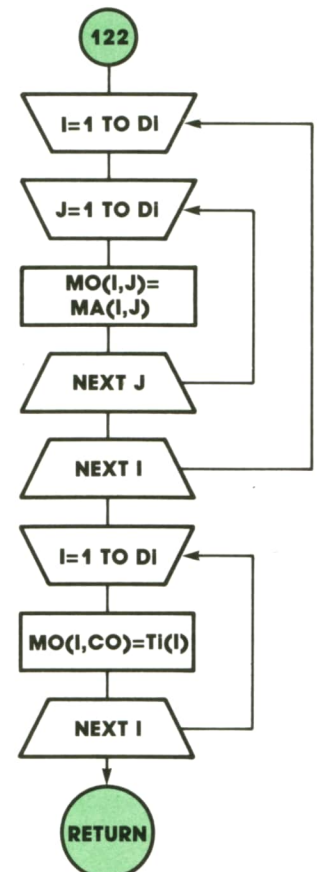 122
I=1 TO Di
J=1 TO Di
MO(I,J)=
MA(I,J)
NEXT J
NEXT I
I=1 TO Di
MO(I,CO)=Ti(I)
NEXT I
RETURN